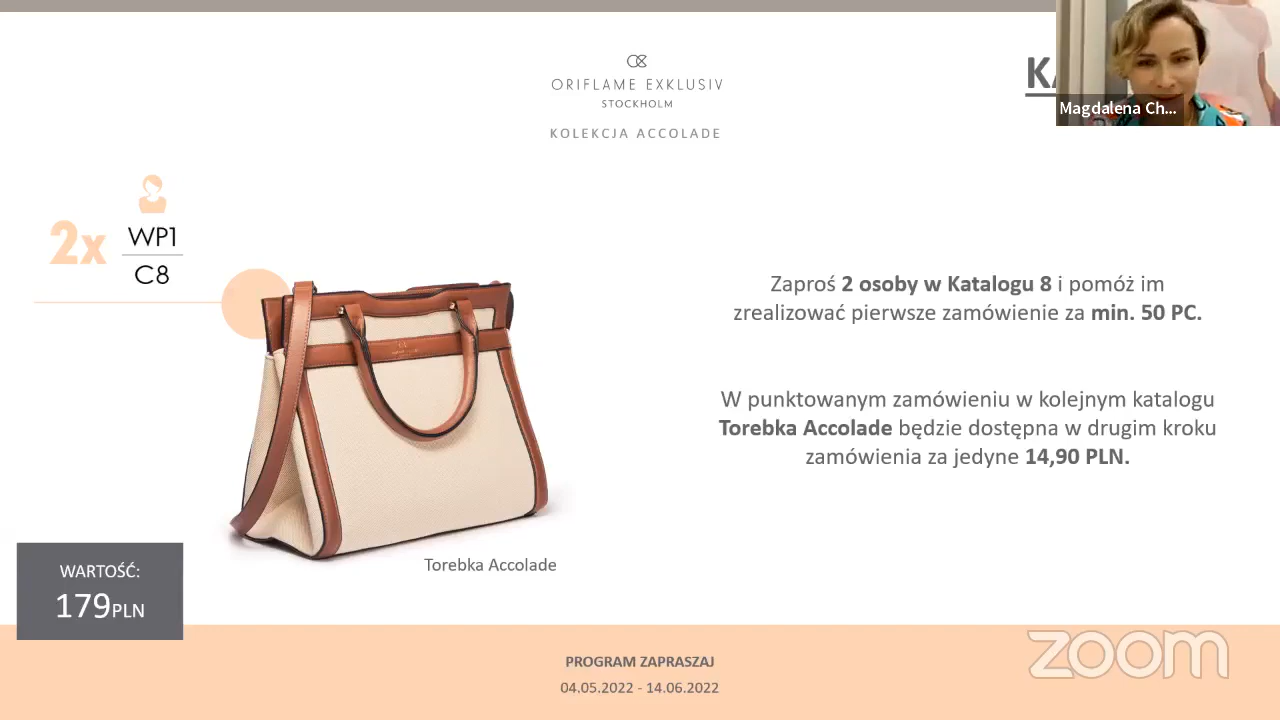 ORIFLAME EXKLUSIV
STOCKHOLM
KOLEKCJA ACCOLADE
Magdalena Ch...
2x
WP1
C8
Zaproś 2 osoby w Katalogu 8 i pomóż im
zrealizować pierwsze zamówienie za min. 50 PC.
W punktowanym zamówieniu w kolejnym katalogu
Torebka Accolade będzie dostępna w drugim kroku
zamówienia za jedyne 14,90 PLN.
Torebka Accolade
WARTOŚĆ:
179PLN
PROGRAM ZAPRASZAJ
04.05.2022 - 14.06.2022
zoom